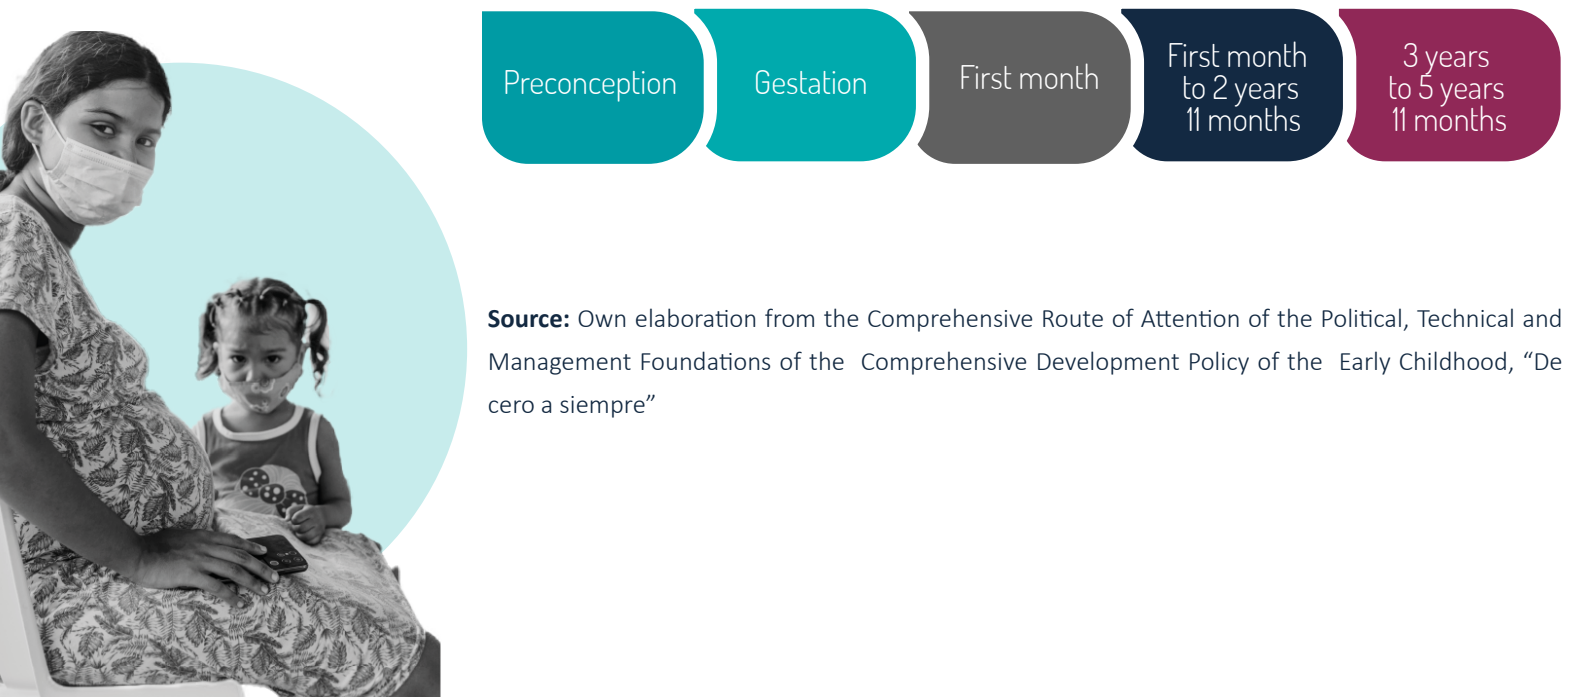 Preconception
Gestation
First month
First month
to 2 years
11 months
3 years
to 5 years
11 months
Source: Own elaboration from the Comprehensive Route of Attention of the Political, Technical and
Management Foundations of the Comprehensive Development Policy of the Early Childhood, “De
cero a siempre”